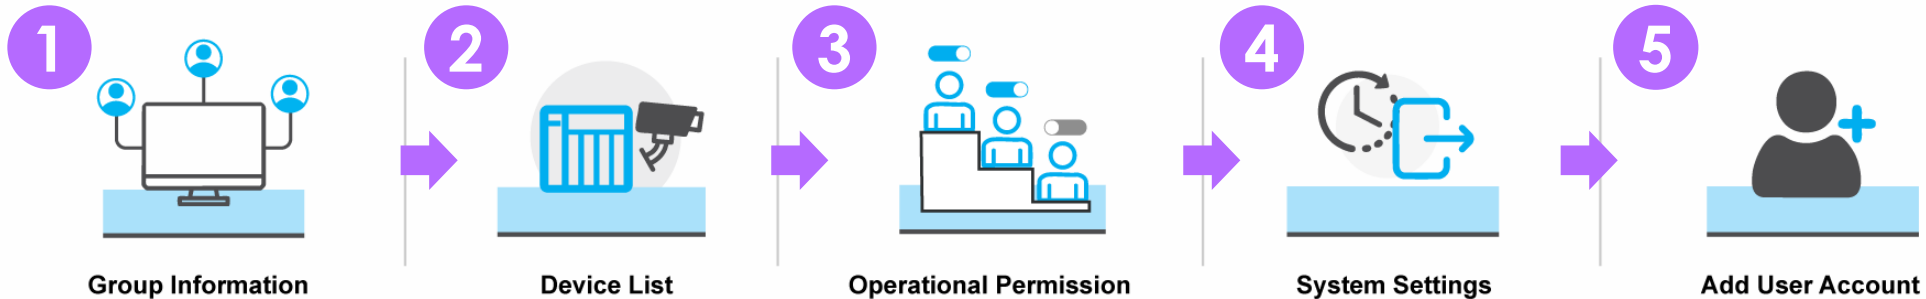 1
2
3
4
5
Group Information
Device List
Operational Permission
System Settings
Add User Account